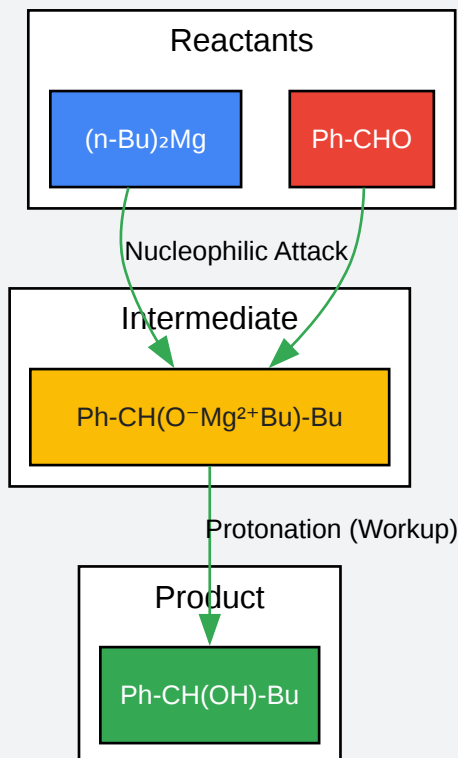 Reactants
(n-Bu)₂Mg
Ph-CHO
Nucleophilic Attack
Intermediate
Ph-CH(O⁻Mg²⁺Bu)-Bu
Protonation (Workup)
Product
Ph-CH(OH)-Bu